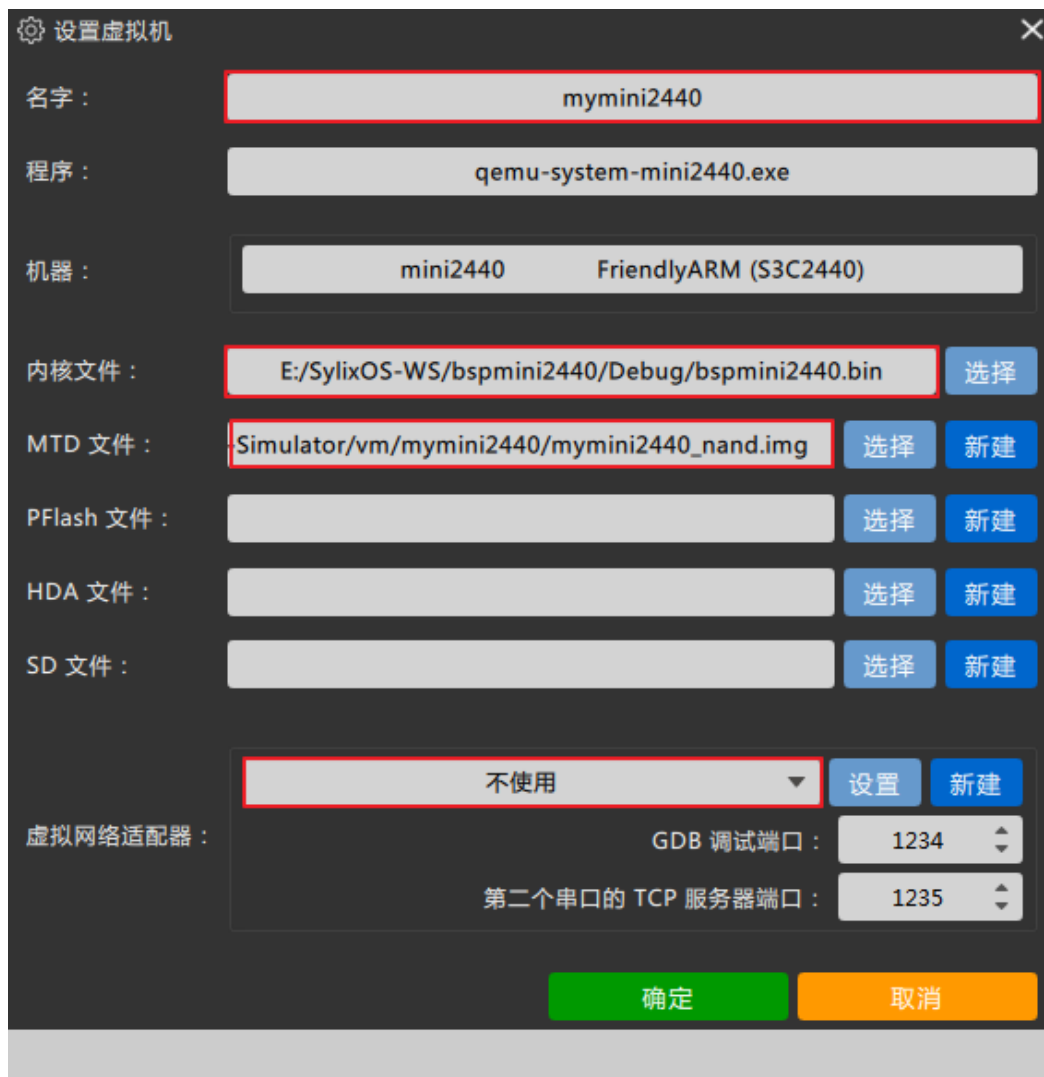 设置虚拟机
名字： mymini2440
程序： qemu-system-mini2440.exe
机器： mini2440 FriendlyARM (S3C2440)
内核文件： E:/SylixOS-WS/bspmini2440/Debug/bspmini2440.bin 选择
MTD 文件： -Simulator/vm/mymini2440/mymini2440_nand.img 选择 新建
PFlash 文件： 选择 新建
HDA 文件： 选择 新建
SD 文件： 选择 新建
不使用 设置 新建
虚拟网络适配器： GDB 调试端口： 1234
第二个串口的 TCP 服务器端口： 1235
确定 取消